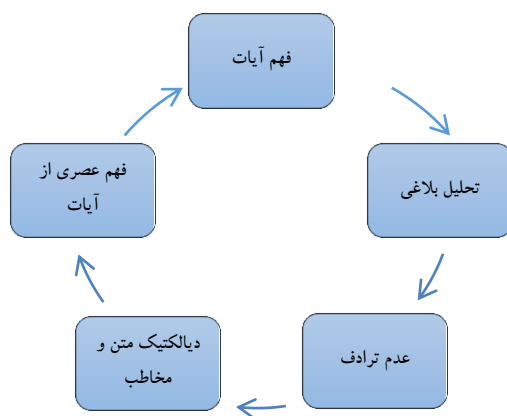 فهم آیات
تحلیل بلاغی
عدم ترادف
دیالکتیک متن و
مخاطب
فهم عصری از
آیات